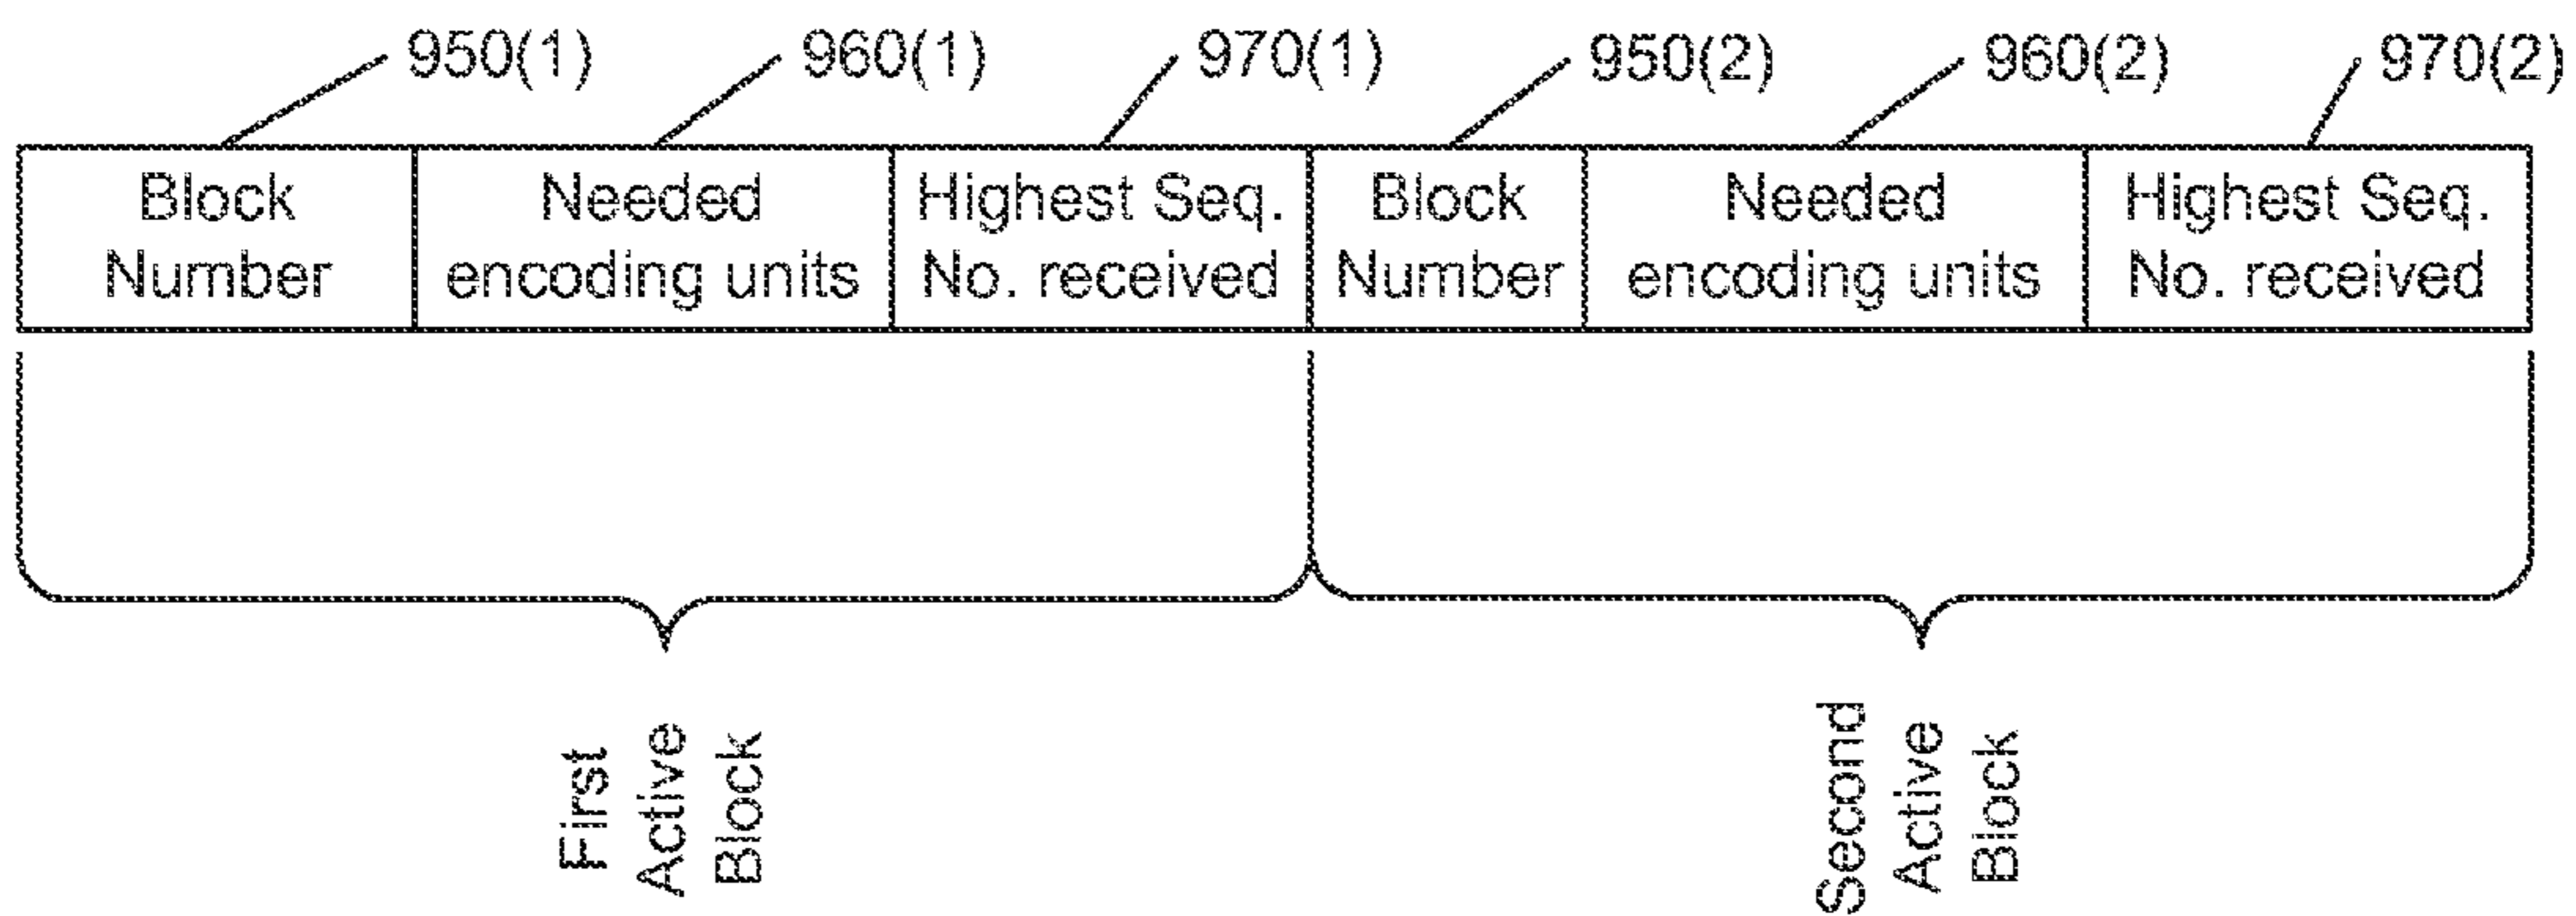 950(1)
960(1)
970(1)
950(2)
960(2)
970(2)
Block
Number
Needed
encoding units
Highest Seq.
No. received
Block
Number
Needed
encoding units
Highest Seq.
No. received
First
Active
Block
Second
Active
Block